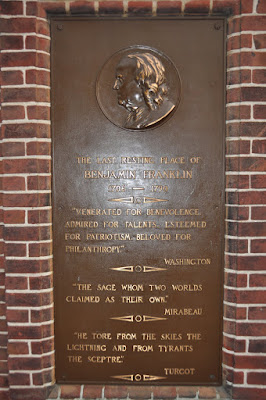 THE LAST RESTING PLACE OF
BENJAMIN FRANKLIN
1706 — 1790
"VENERATED FOR BENEVOLENCE,
ADMIRED FOR TALENTS, ESTEEMED
FOR PATRIOTISM, BELOVED FOR
PHILANTHROPY."
WASHINGTON
"THE SAGE WHOM TWO WORLDS
CLAIMED AS THEIR OWN."
MIRABEAU
"HE TORE FROM THE SKIES THE
LIGHTNING AND FROM TYRANTS
THE SCEPTRE."
TURGOT